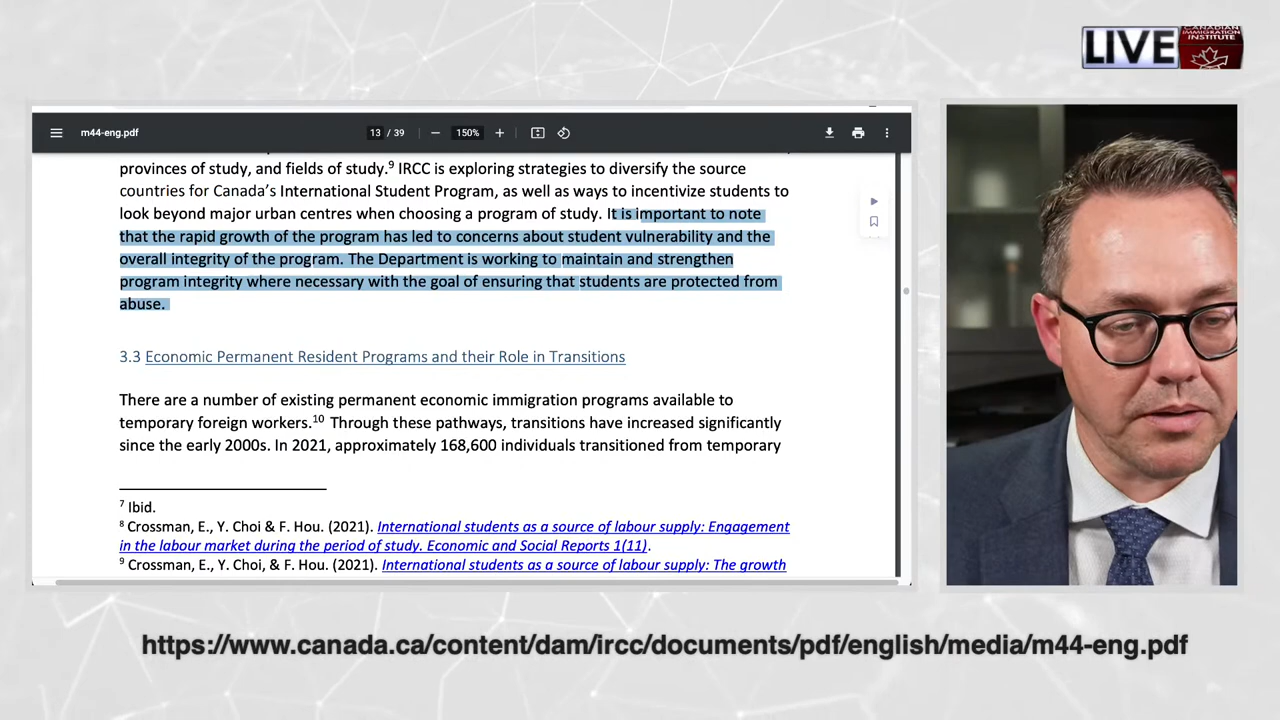 LIVE
CANADIAN
IMMIGRATION
INSTITUTE
m44-eng.pdf
13 / 39
150%
provinces of study, and fields of study.⁹ IRCC is exploring strategies to diversify the source
countries for Canada's International Student Program, as well as ways to incentivize students to
look beyond major urban centres when choosing a program of study. It is important to note
that the rapid growth of the program has led to concerns about student vulnerability and the
overall integrity of the program. The Department is working to maintain and strengthen
program integrity where necessary with the goal of ensuring that students are protected from
abuse.
3.3 Economic Permanent Resident Programs and their Role in Transitions
There are a number of existing permanent economic immigration programs available to
temporary foreign workers.¹⁰ Through these pathways, transitions have increased significantly
since the early 2000s. In 2021, approximately 168,600 individuals transitioned from temporary
⁷ Ibid.
⁸ Crossman, E., Y. Choi & F. Hou. (2021). International students as a source of labour supply: Engagement
in the labour market during the period of study. Economic and Social Reports 1(11).
⁹ Crossman, E., Y. Choi, & F. Hou. (2021). International students as a source of labour supply: The growth
https://www.canada.ca/content/dam/ircc/documents/pdf/english/media/m44-eng.pdf